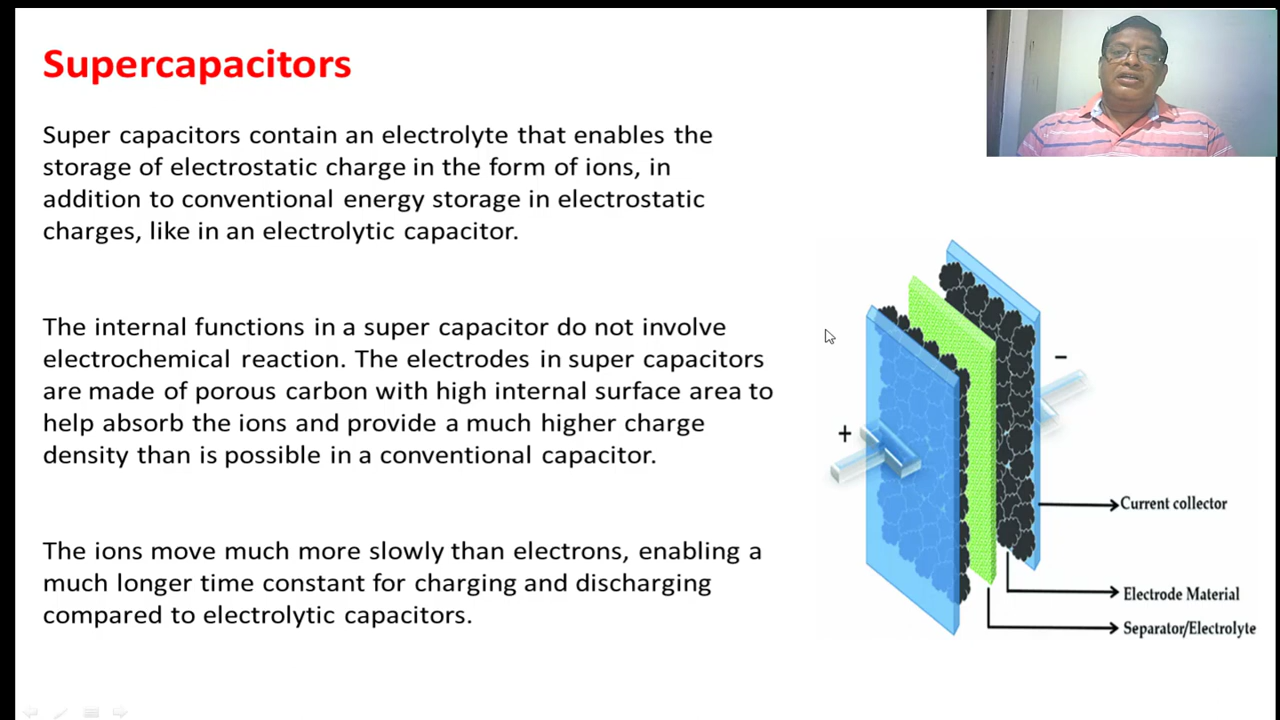 Supercapacitors
Super capacitors contain an electrolyte that enables the
storage of electrostatic charge in the form of ions, in
addition to conventional energy storage in electrostatic
charges, like in an electrolytic capacitor.
The internal functions in a super capacitor do not involve
electrochemical reaction. The electrodes in super capacitors
are made of porous carbon with high internal surface area to
help absorb the ions and provide a much higher charge
density than is possible in a conventional capacitor.
The ions move much more slowly than electrons, enabling a
much longer time constant for charging and discharging
compared to electrolytic capacitors.
−
+
Current collector
Electrode Material
Separator/Electrolyte